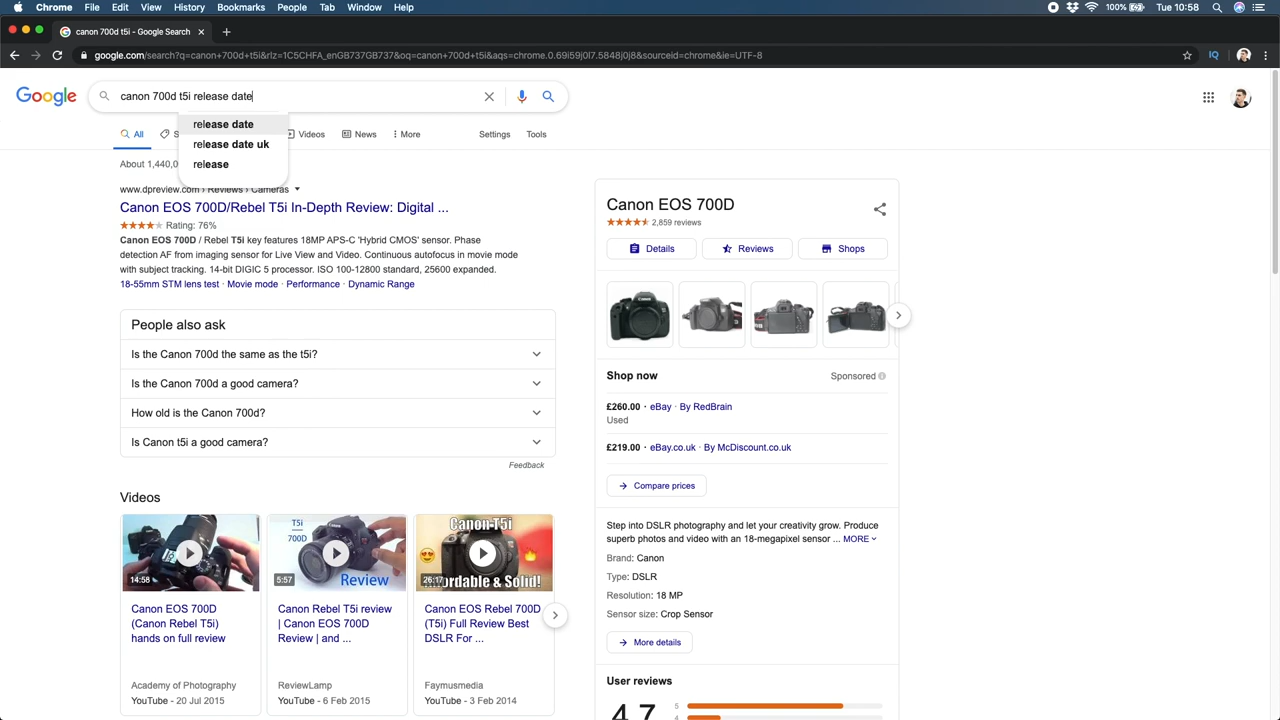 Chrome File Edit View History Bookmarks People Tab Window Help 100% Tue 10:58
canon 700d t5i - Google Search
google.com/search?q=canon+700d+t5i&rlz=1C5CHFA_enGB737GB737&oq=canon+700d+t5i&aqs=chrome.0.69i59j0l7.5848j0j8&sourceid=chrome&ie=UTF-8
Google canon 700d t5i release date
release date
release date uk
release
All S Videos News More Settings Tools
About 1,440,0
www.dpreview.com › Reviews › Cameras
Canon EOS 700D/Rebel T5i In-Depth Review: Digital ...
Rating: 76%
Canon EOS 700D / Rebel T5i key features 18MP APS-C 'Hybrid CMOS' sensor. Phase
detection AF from imaging sensor for Live View and Video. Continuous autofocus in movie mode
with subject tracking. 14-bit DIGIC 5 processor. ISO 100-12800 standard, 25600 expanded.
18-55mm STM lens test · Movie mode · Performance · Dynamic Range
People also ask
Is the Canon 700d the same as the t5i?
Is the Canon 700d a good camera?
How old is the Canon 700d?
Is Canon t5i a good camera?
Feedback
Videos
T5i
700D
Review
Canon T5i
ordable & Solid!
14:58
5:57
26:17
Canon EOS 700D
(Canon Rebel T5i)
hands on full review
Academy of Photography
YouTube - 20 Jul 2015
Canon Rebel T5i review
| Canon EOS 700D
Review | and ...
ReviewLamp
YouTube - 6 Feb 2015
Canon EOS Rebel 700D
(T5i) Full Review Best
DSLR For ...
Faymusmedia
YouTube - 3 Feb 2014
Canon EOS 700D
2,859 reviews
Details Reviews Shops
Shop now Sponsored
£260.00 · eBay · By RedBrain
Used
£219.00 · eBay.co.uk · By McDiscount.co.uk
Compare prices
Step into DSLR photography and let your creativity grow. Produce
superb photos and video with an 18-megapixel sensor ... MORE
Brand: Canon
Type: DSLR
Resolution: 18 MP
Sensor size: Crop Sensor
More details
User reviews
4.7
5
4